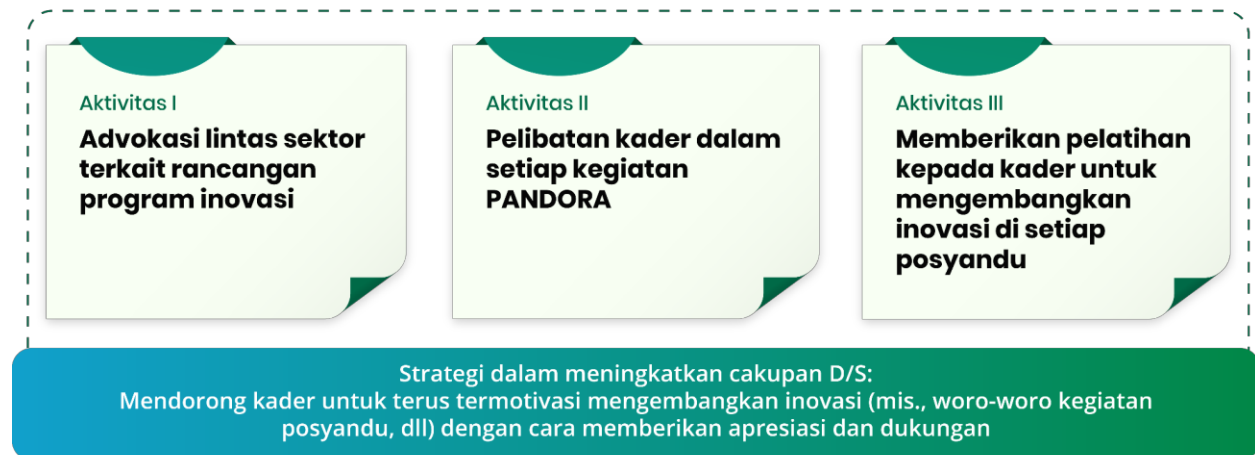 Aktivitas I
Advokasi lintas sektor
terkait rancangan
program inovasi
Aktivitas II
Pelibatan kader dalam
setiap kegiatan
PANDORA
Aktivitas III
Memberikan pelatihan
kepada kader untuk
mengembangkan
inovasi di setiap
posyandu
Strategi dalam meningkatkan cakupan D/S:
Mendorong kader untuk terus termotivasi mengembangkan inovasi (mis., woro-woro kegiatan
posyandu, dll) dengan cara memberikan apresiasi dan dukungan